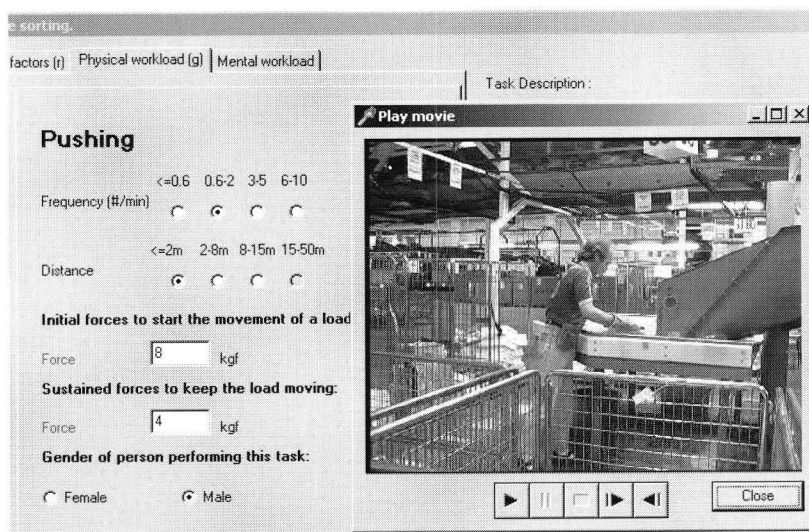 e sorting.
factors (r) Physical workload (g) Mental workload
Task Description :
Play movie
Pushing
<=0.6 0.6-2 3-5 6-10
Frequency (#/min)
<=2m 2-8m 8-15m 15-50m
Distance
Initial forces to start the movement of a load
Force 8 kgf
Sustained forces to keep the load moving:
Force 4 kgf
Gender of person performing this task:
Female Male
Close